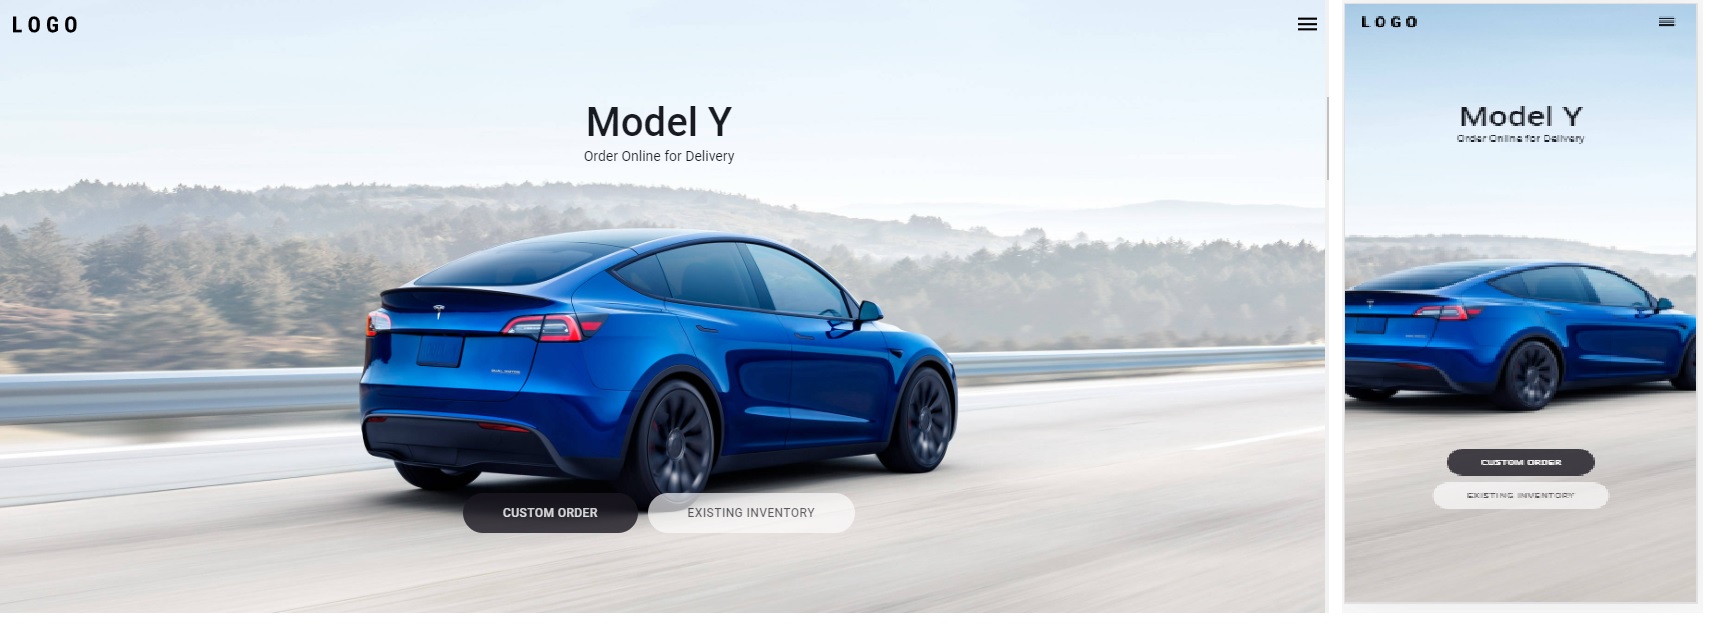 LOGO
Model Y
Order Online for Delivery
CUSTOM ORDER
EXISTING INVENTORY
LOGO
Model Y
Order Online for Delivery
CUSTOM ORDER
EXISTING INVENTORY